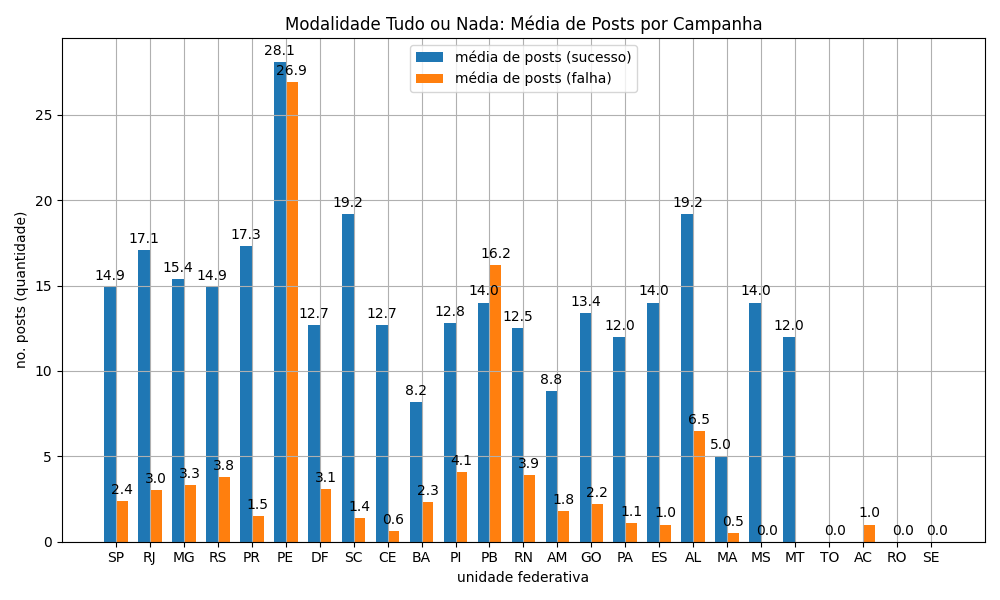 Modalidade Tudo ou Nada: Média de Posts por Campanha
média de posts (sucesso)
média de posts (falha)
no. posts (quantidade)
25
20
15
10
5
0
14.9 17.1 15.4 14.9 17.3 28.1 12.7 19.2 12.7 8.2 12.8 14.0 12.5 8.8 13.4 12.0 14.0 19.2 5.0 14.0 12.0
2.4 3.0 3.3 3.8 1.5 26.9 3.1 1.4 0.6 2.3 4.1 16.2 3.9 1.8 2.2 1.1 1.0 6.5 0.5 0.0 0.0 1.0 0.0 0.0
SP RJ MG RS PR PE DF SC CE BA PI PB RN AM GO PA ES AL MA MS MT TO AC RO SE
unidade federativa